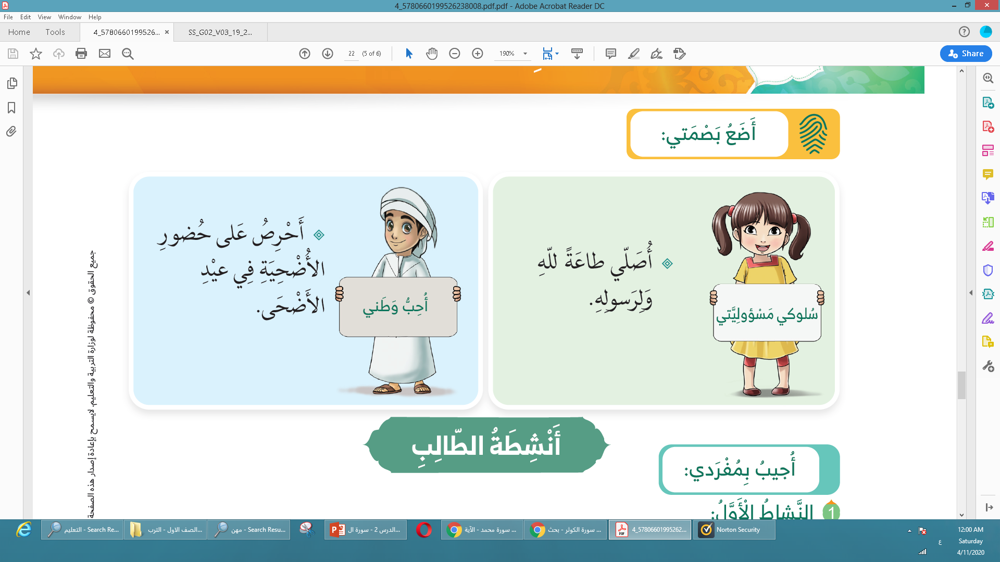 4_5780660199526238008.pdf.pdf - Adobe Acrobat Reader DC
File Edit View Window Help
Home Tools 4_5780660199526... × SS_G02_V03_19_2...
22 (5 of 6) 190% Share
أَضَعُ بَصْمَتي:
أُصَلّي طاعَةً للّهِ
وَلِرَسولِهِ.
سُلوكي مَسْؤولِيَّتي
أَحْرِصُ عَلى حُضورِ
الأُضْحِيَةِ فِي عيْدِ
الأَضْحَى.
أُحِبُّ وَطَني
جميع الحقوق © محفوظة لوزارة التربية والتعليم. لايسمح بإعادة إصدار هذه الصفحة
أَنْشِطَةُ الطّالِبِ
أُجيبُ بِمُفْرَدي:
1 النَّشاطُ الْأَوَّلُ:
التعليم - Search Re...
الصف الاول - الترب...
مهن - Search Resu...
الدرس 2 - سورة ال...
سورة محمد - الآية ...
سورة الكوثر - بحث ...
4_57806601995262...
Norton Security
ع
12:00 AM
Saturday
4/11/2020